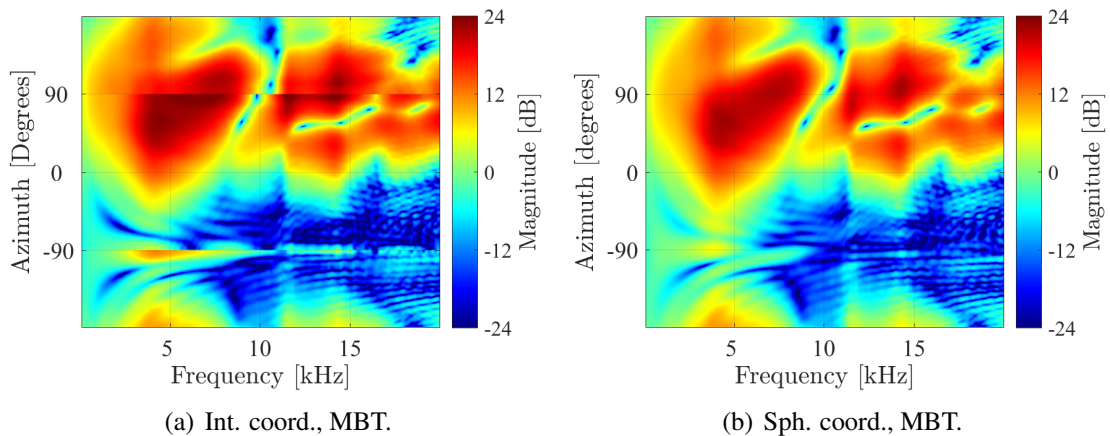 24
12
0
-12
-24
Magnitude [dB]
90
0
-90
Azimuth [Degrees]
5 10 15
Frequency [kHz]
(a) Int. coord., MBT.
24
12
0
-12
-24
Magnitude [dB]
90
0
-90
Azimuth [degrees]
5 10 15
Frequency [kHz]
(b) Sph. coord., MBT.